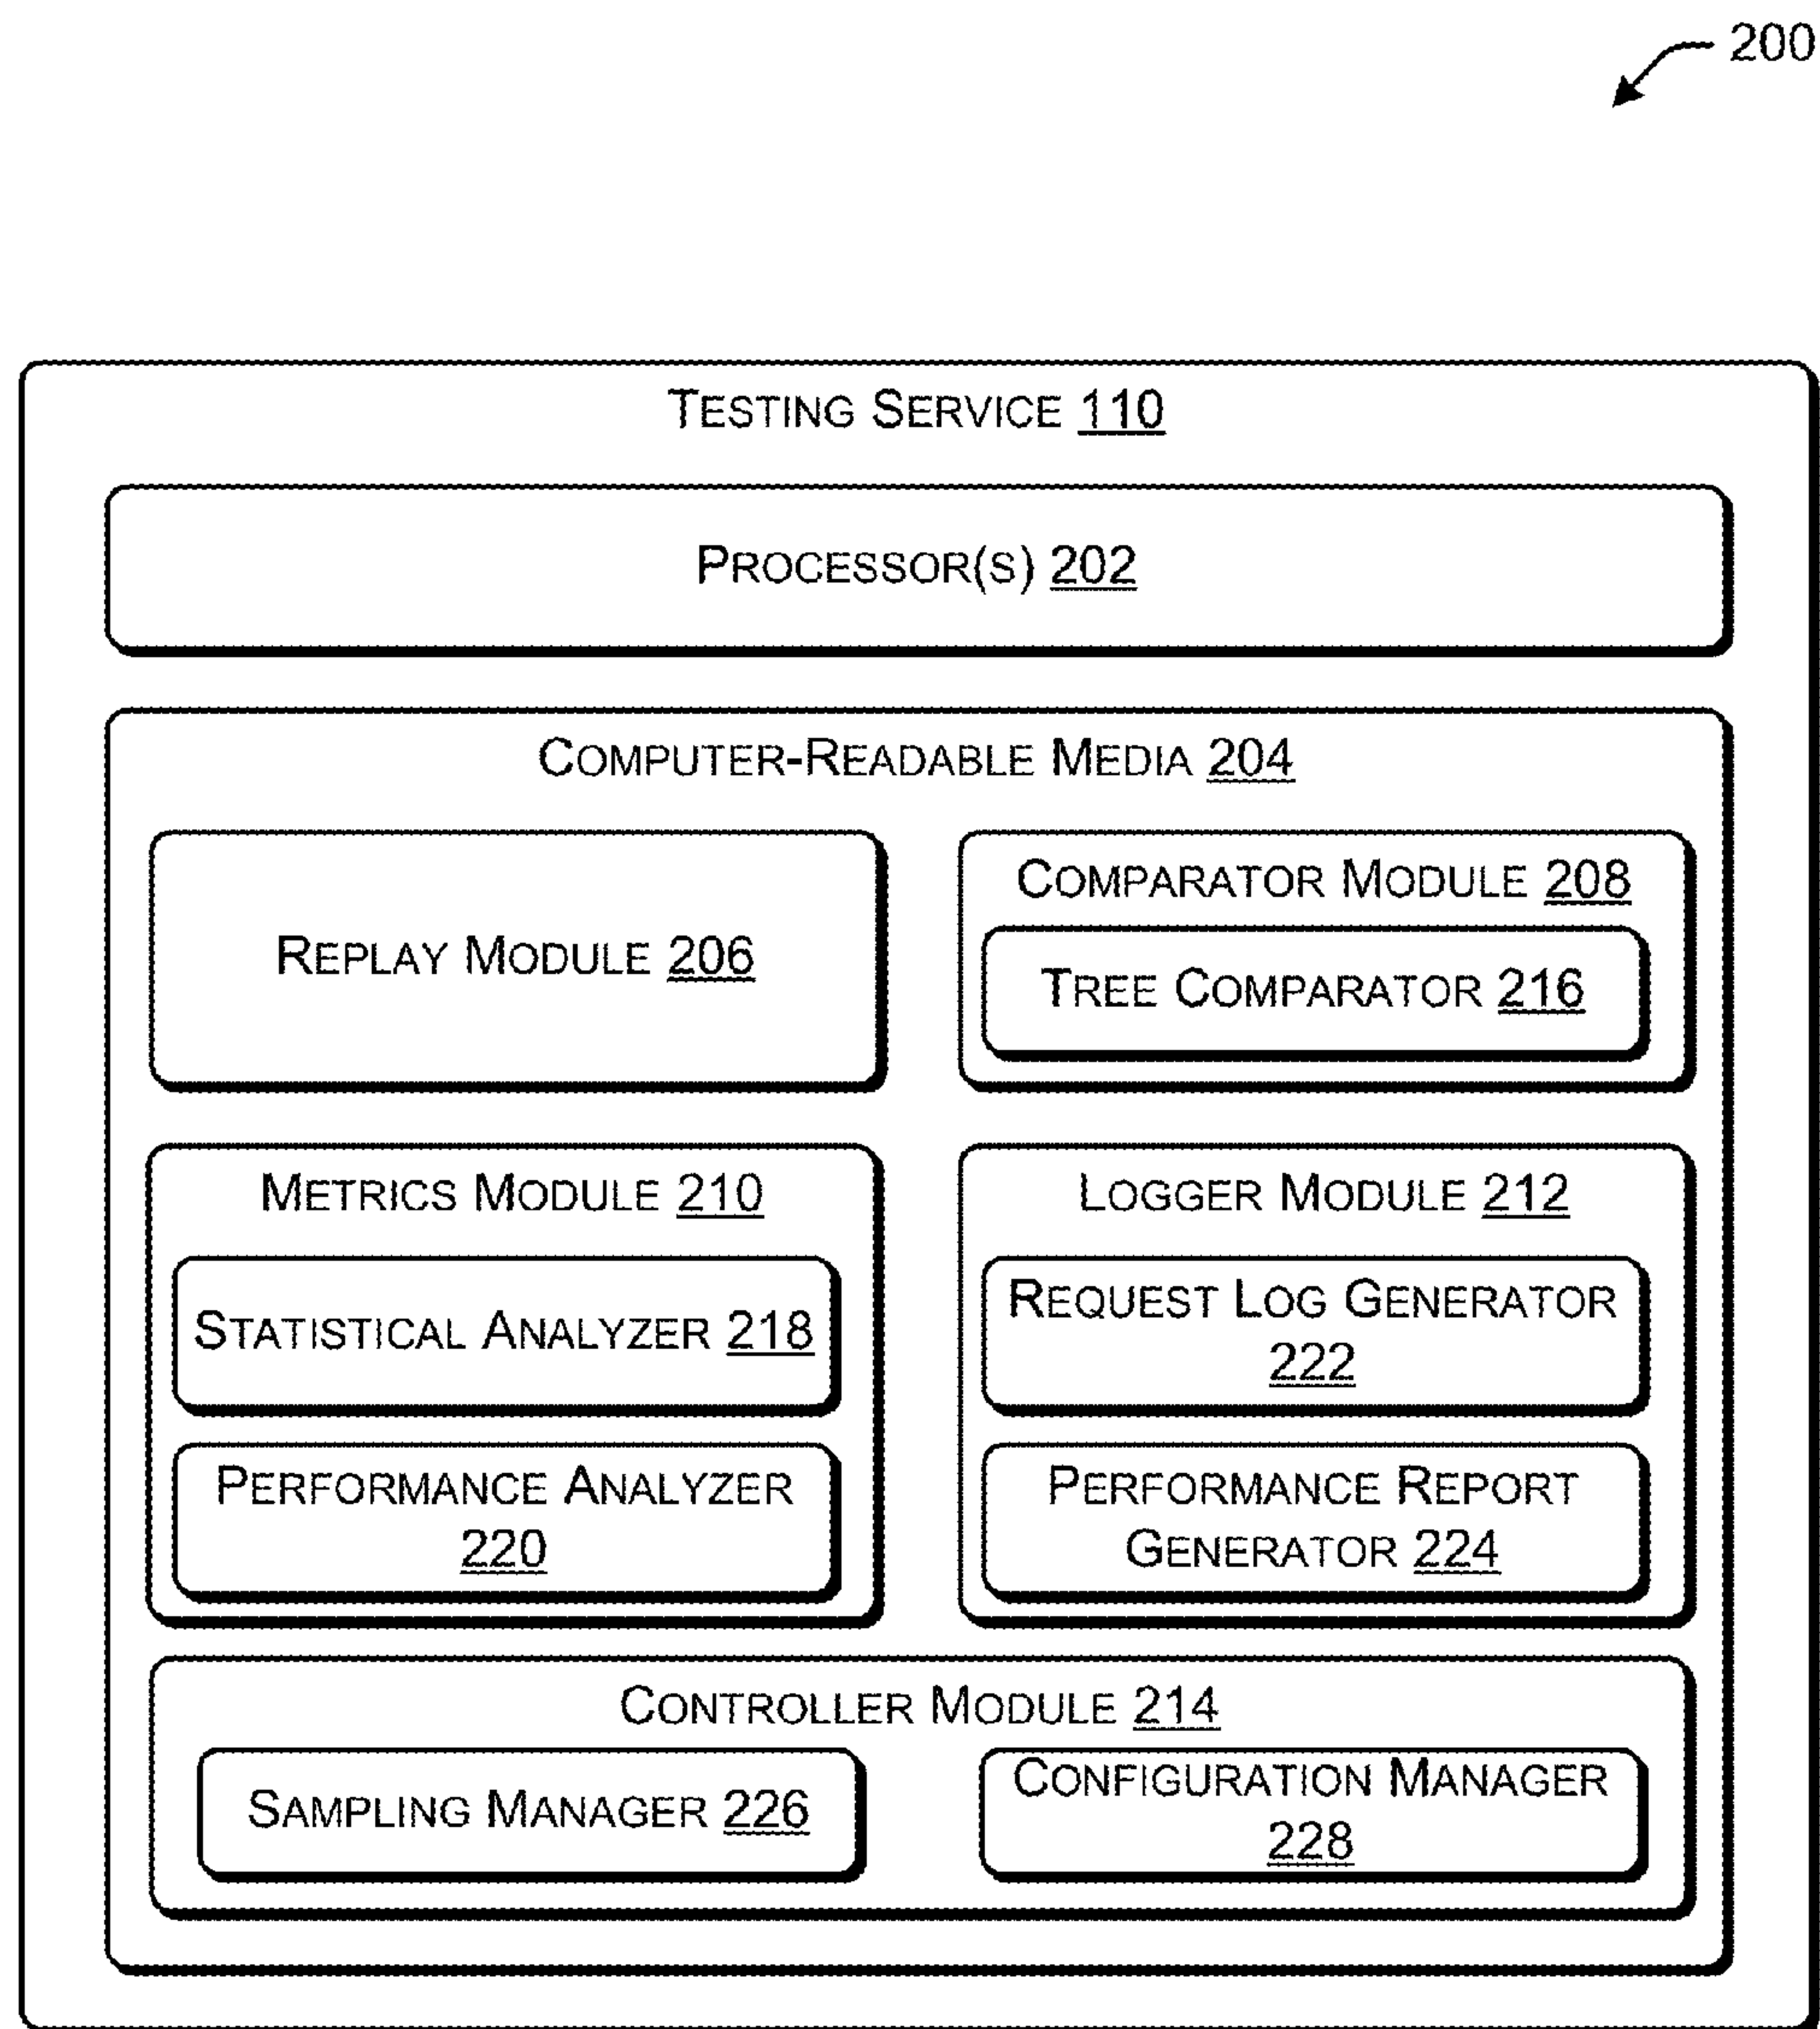 200
TESTING SERVICE 110
PROCESSOR(S) 202
COMPUTER-READABLE MEDIA 204
REPLAY MODULE 206
COMPARATOR MODULE 208
TREE COMPARATOR 216
METRICS MODULE 210
STATISTICAL ANALYZER 218
PERFORMANCE ANALYZER
220
LOGGER MODULE 212
REQUEST LOG GENERATOR
222
PERFORMANCE REPORT
GENERATOR 224
CONTROLLER MODULE 214
SAMPLING MANAGER 226
CONFIGURATION MANAGER
228